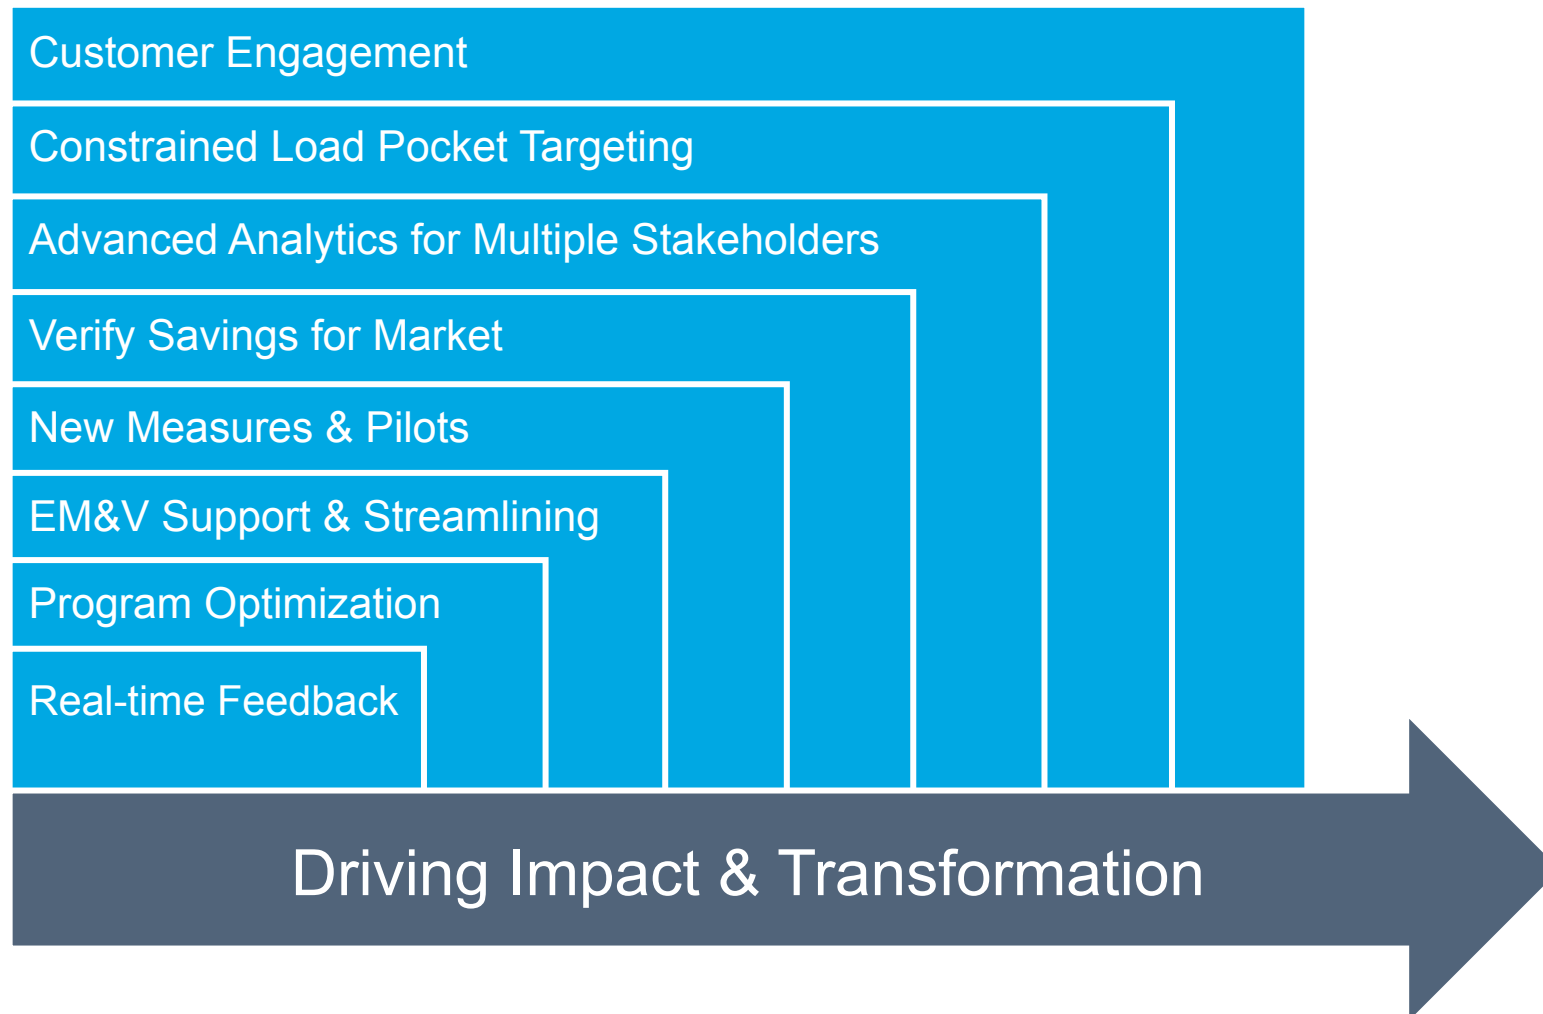 Customer Engagement
Constrained Load Pocket Targeting
Advanced Analytics for Multiple Stakeholders
Verify Savings for Market
New Measures & Pilots
EM&V Support & Streamlining
Program Optimization
Real-time Feedback
Driving Impact & Transformation